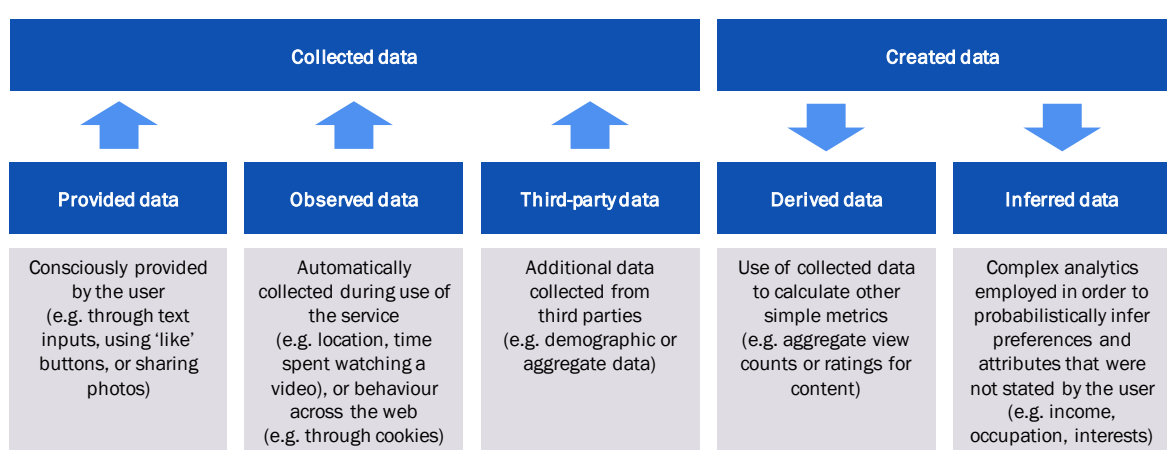 Collected data
Created data
Provided data
Observed data
Third-party data
Derived data
Inferred data
Consciously provided
by the user
(e.g. through text
inputs, using ‘like’
buttons, or sharing
photos)
Automatically
collected during use of
the service
(e.g. location, time
spent watching a
video), or behaviour
across the web
(e.g. through cookies)
Additional data
collected from
third parties
(e.g. demographic or
aggregate data)
Use of collected data
to calculate other
simple metrics
(e.g. aggregate view
counts or ratings for
content)
Complex analytics
employed in order to
probabilistically infer
preferences and
attributes that were
not stated by the user
(e.g. income,
occupation, interests)